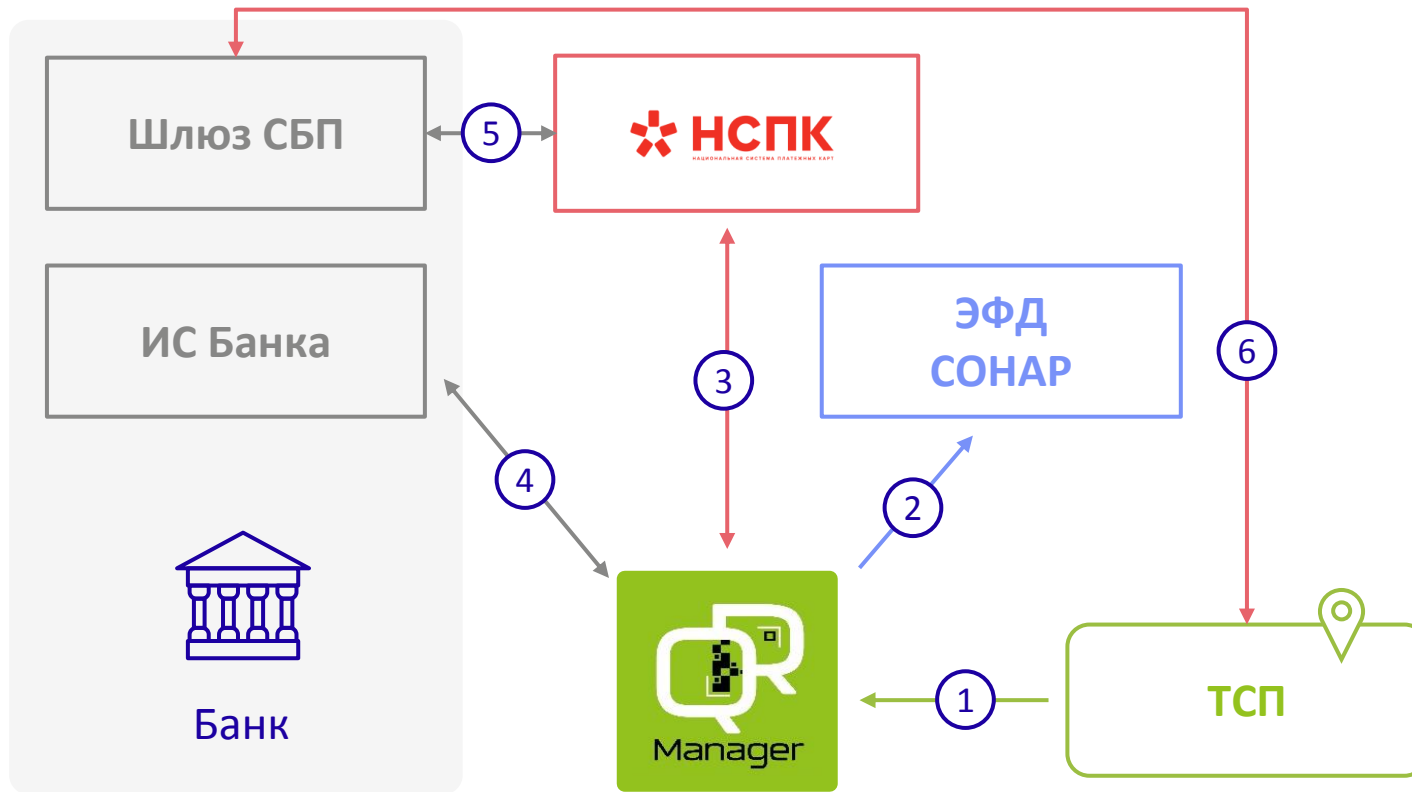 Шлюз СБП
5
НСПК
НАЦИОНАЛЬНАЯ СИСТЕМА ПЛАТЕЖНЫХ КАРТ
ИС Банка
ЭФД
СОНАР
6
3
4
2
QR
Manager
1
ТСП
Банк